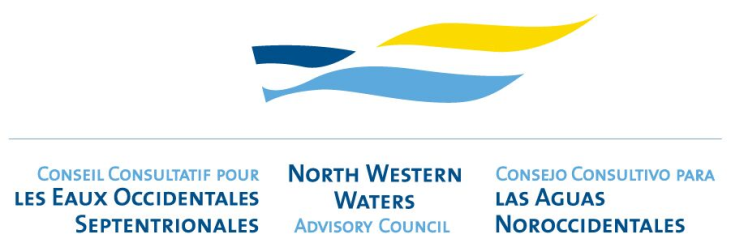 Conseil Consultatif pour
les Eaux Occidentales
Septentrionales
North Western
Waters
Advisory Council
Consejo Consultivo para
las Aguas
Noroccidentales